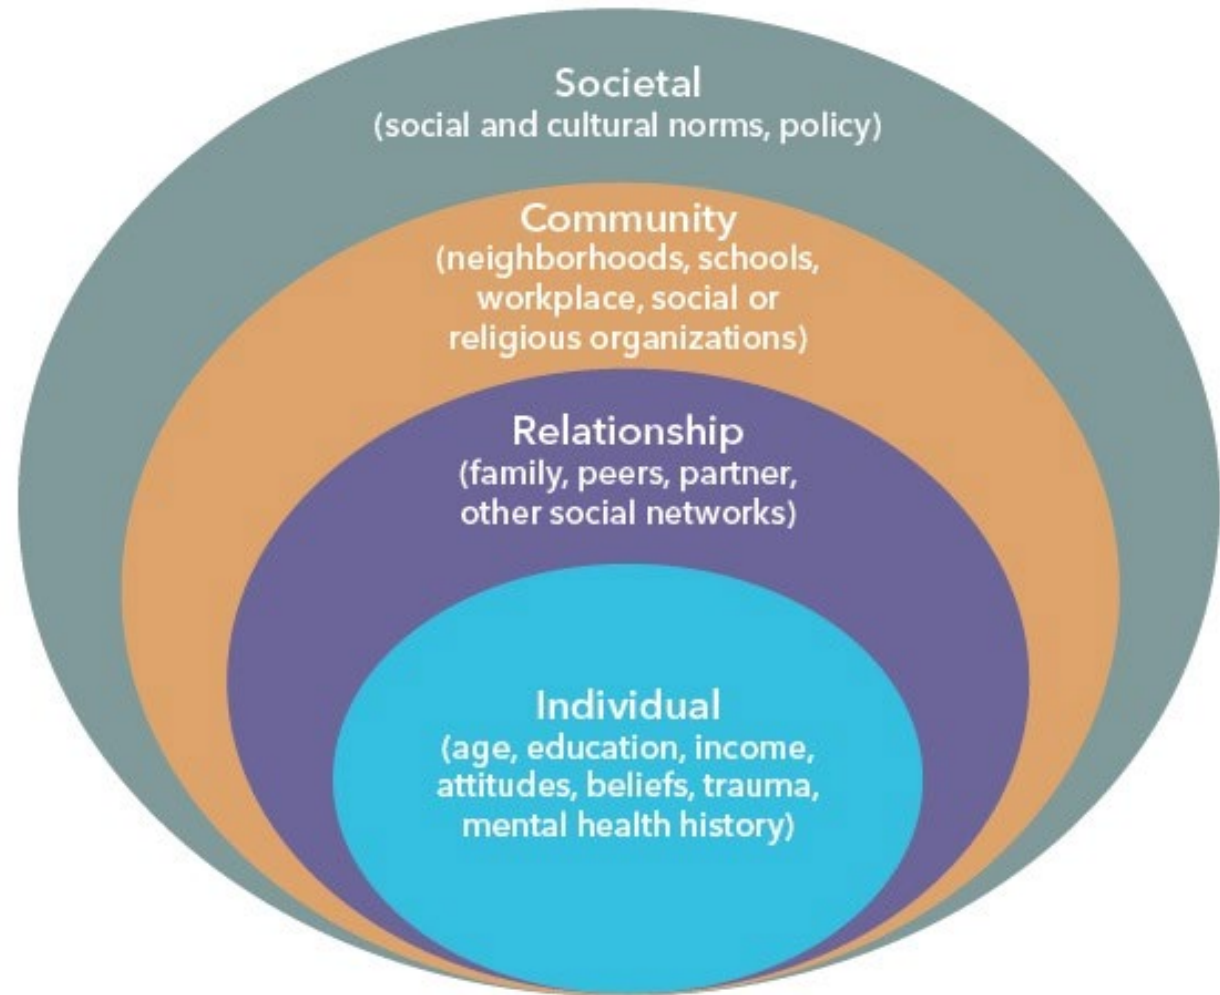 Societal
(social and cultural norms, policy)
Community
(neighborhoods, schools,
workplace, social or
religious organizations)
Relationship
(family, peers, partner,
other social networks)
Individual
(age, education, income,
attitudes, beliefs, trauma,
mental health history)